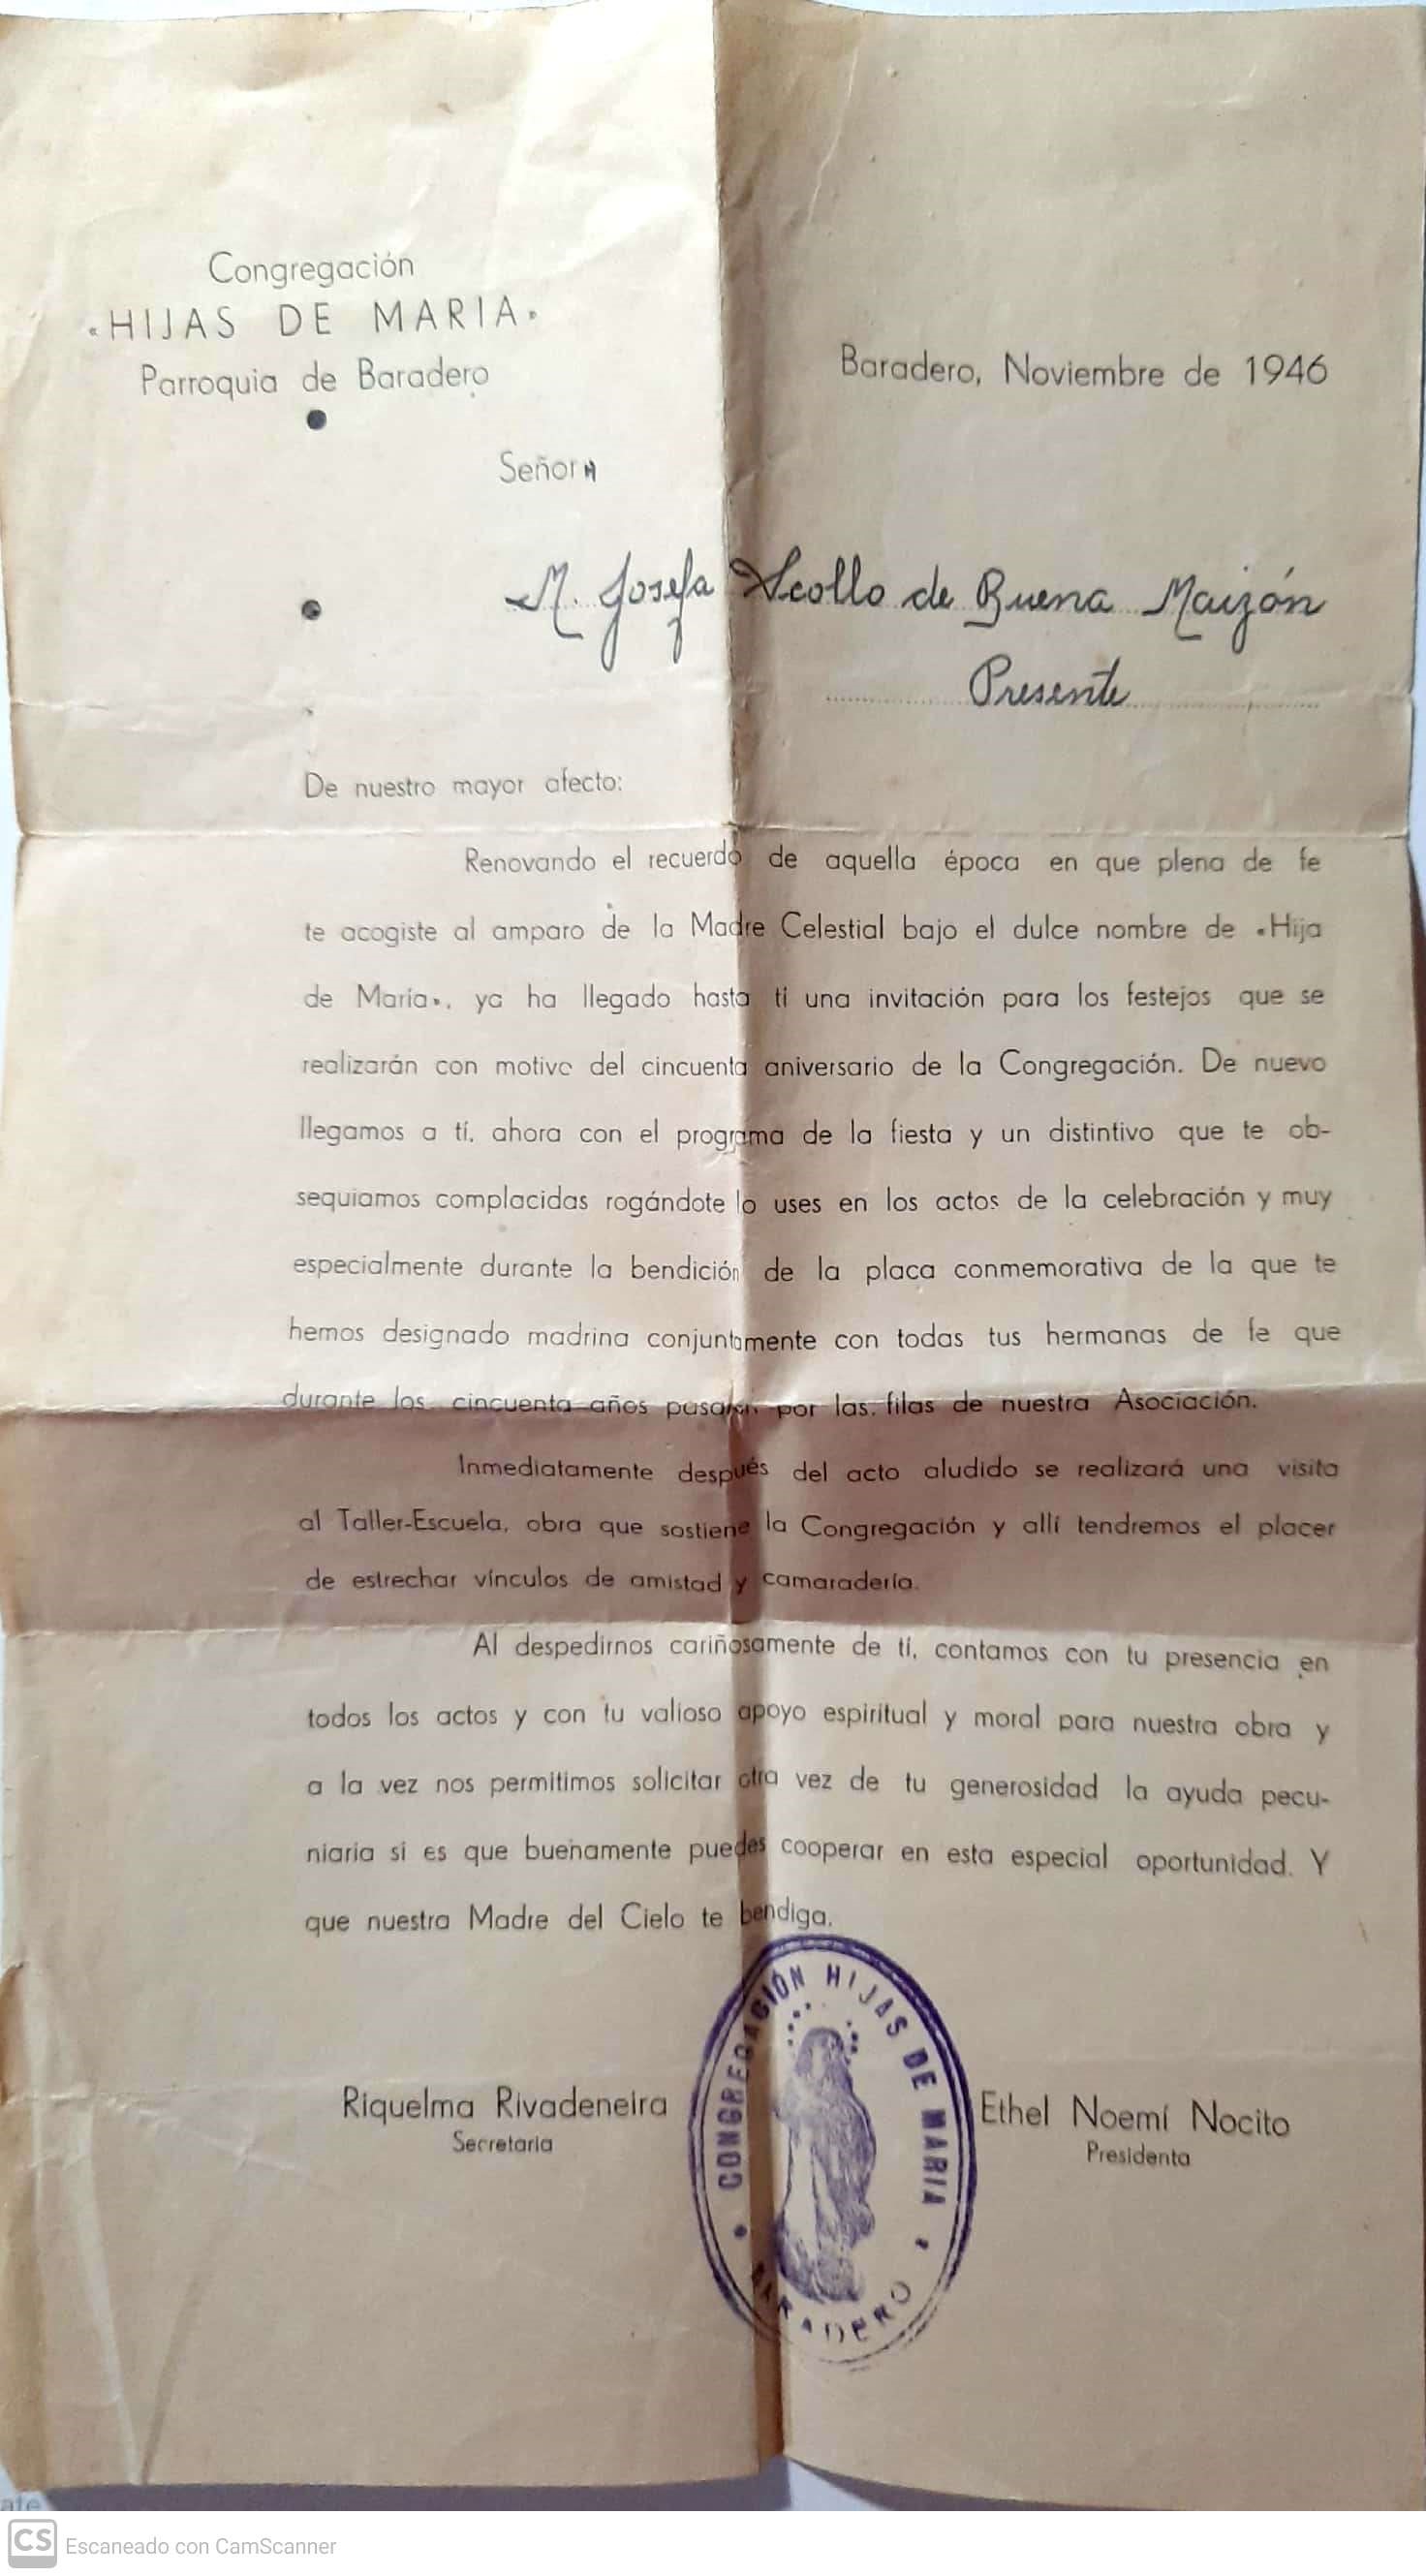 Congregación
«HIJAS DE MARIA»
Parroquia de Baradero
Baradero, Noviembre de 1946
Señora
M. Josefa Scollo de Buena Maizón
Presente
De nuestro mayor afecto:
Renovando el recuerdo de aquella época en que plena de fe
te acogiste al amparo de la Madre Celestial bajo el dulce nombre de «Hija
de María», ya ha llegado hasta tí una invitación para los festejos que se
realizarán con motivo del cincuenta aniversario de la Congregación. De nuevo
llegamos a tí, ahora con el programa de la fiesta y un distintivo que te ob-
sequiamos complacidas rogándote lo uses en los actos de la celebración y muy
especialmente durante la bendición de la placa conmemorativa de la que te
hemos designado madrina conjuntamente con todas tus hermanas de fe que
durante los cincuenta años pasaron por las filas de nuestra Asociación.
Inmediatamente después del acto aludido se realizará una visita
al Taller-Escuela, obra que sostiene la Congregación y allí tendremos el placer
de estrechar vínculos de amistad y camaradería.
Al despedirnos cariñosamente de tí, contamos con tu presencia en
todos los actos y con tu valioso apoyo espiritual y moral para nuestra obra y
a la vez nos permitimos solicitar otra vez de tu generosidad la ayuda pecu-
niaria si es que buenamente puedes cooperar en esta especial oportunidad. Y
que nuestra Madre del Cielo te bendiga.
CONGREGACIÓN HIJAS DE MARIA
BARADERO
Riquelma Rivadeneira
Secretaria
Ethel Noemí Nocito
Presidenta
CS Escaneado con CamScanner